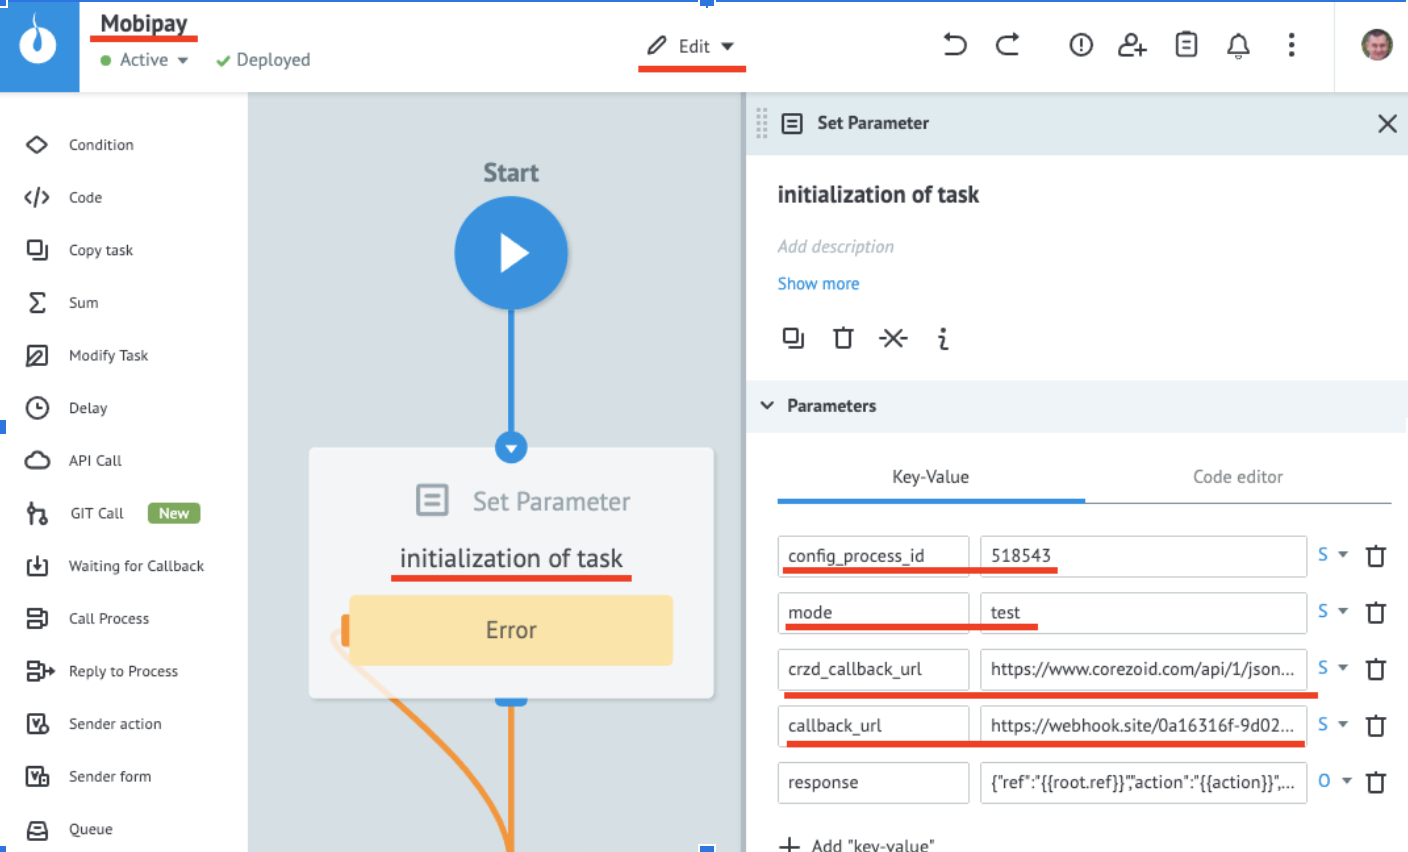 Mobipay
Active
Deployed
Edit
Condition
Code
Copy task
Sum
Modify Task
Delay
API Call
GIT Call New
Waiting for Callback
Call Process
Reply to Process
Sender action
Sender form
Queue
Start
Set Parameter
initialization of task
Error
Set Parameter
initialization of task
Add description
Show more
Parameters
Key-Value Code editor
config_process_id 518543 S
mode test S
crzd_callback_url https://www.corezoid.com/api/1/json... S
callback_url https://webhook.site/0a16316f-9d02... S
response {"ref":"{{root.ref}}""action":"{{action}}",... O
Add "key-value"